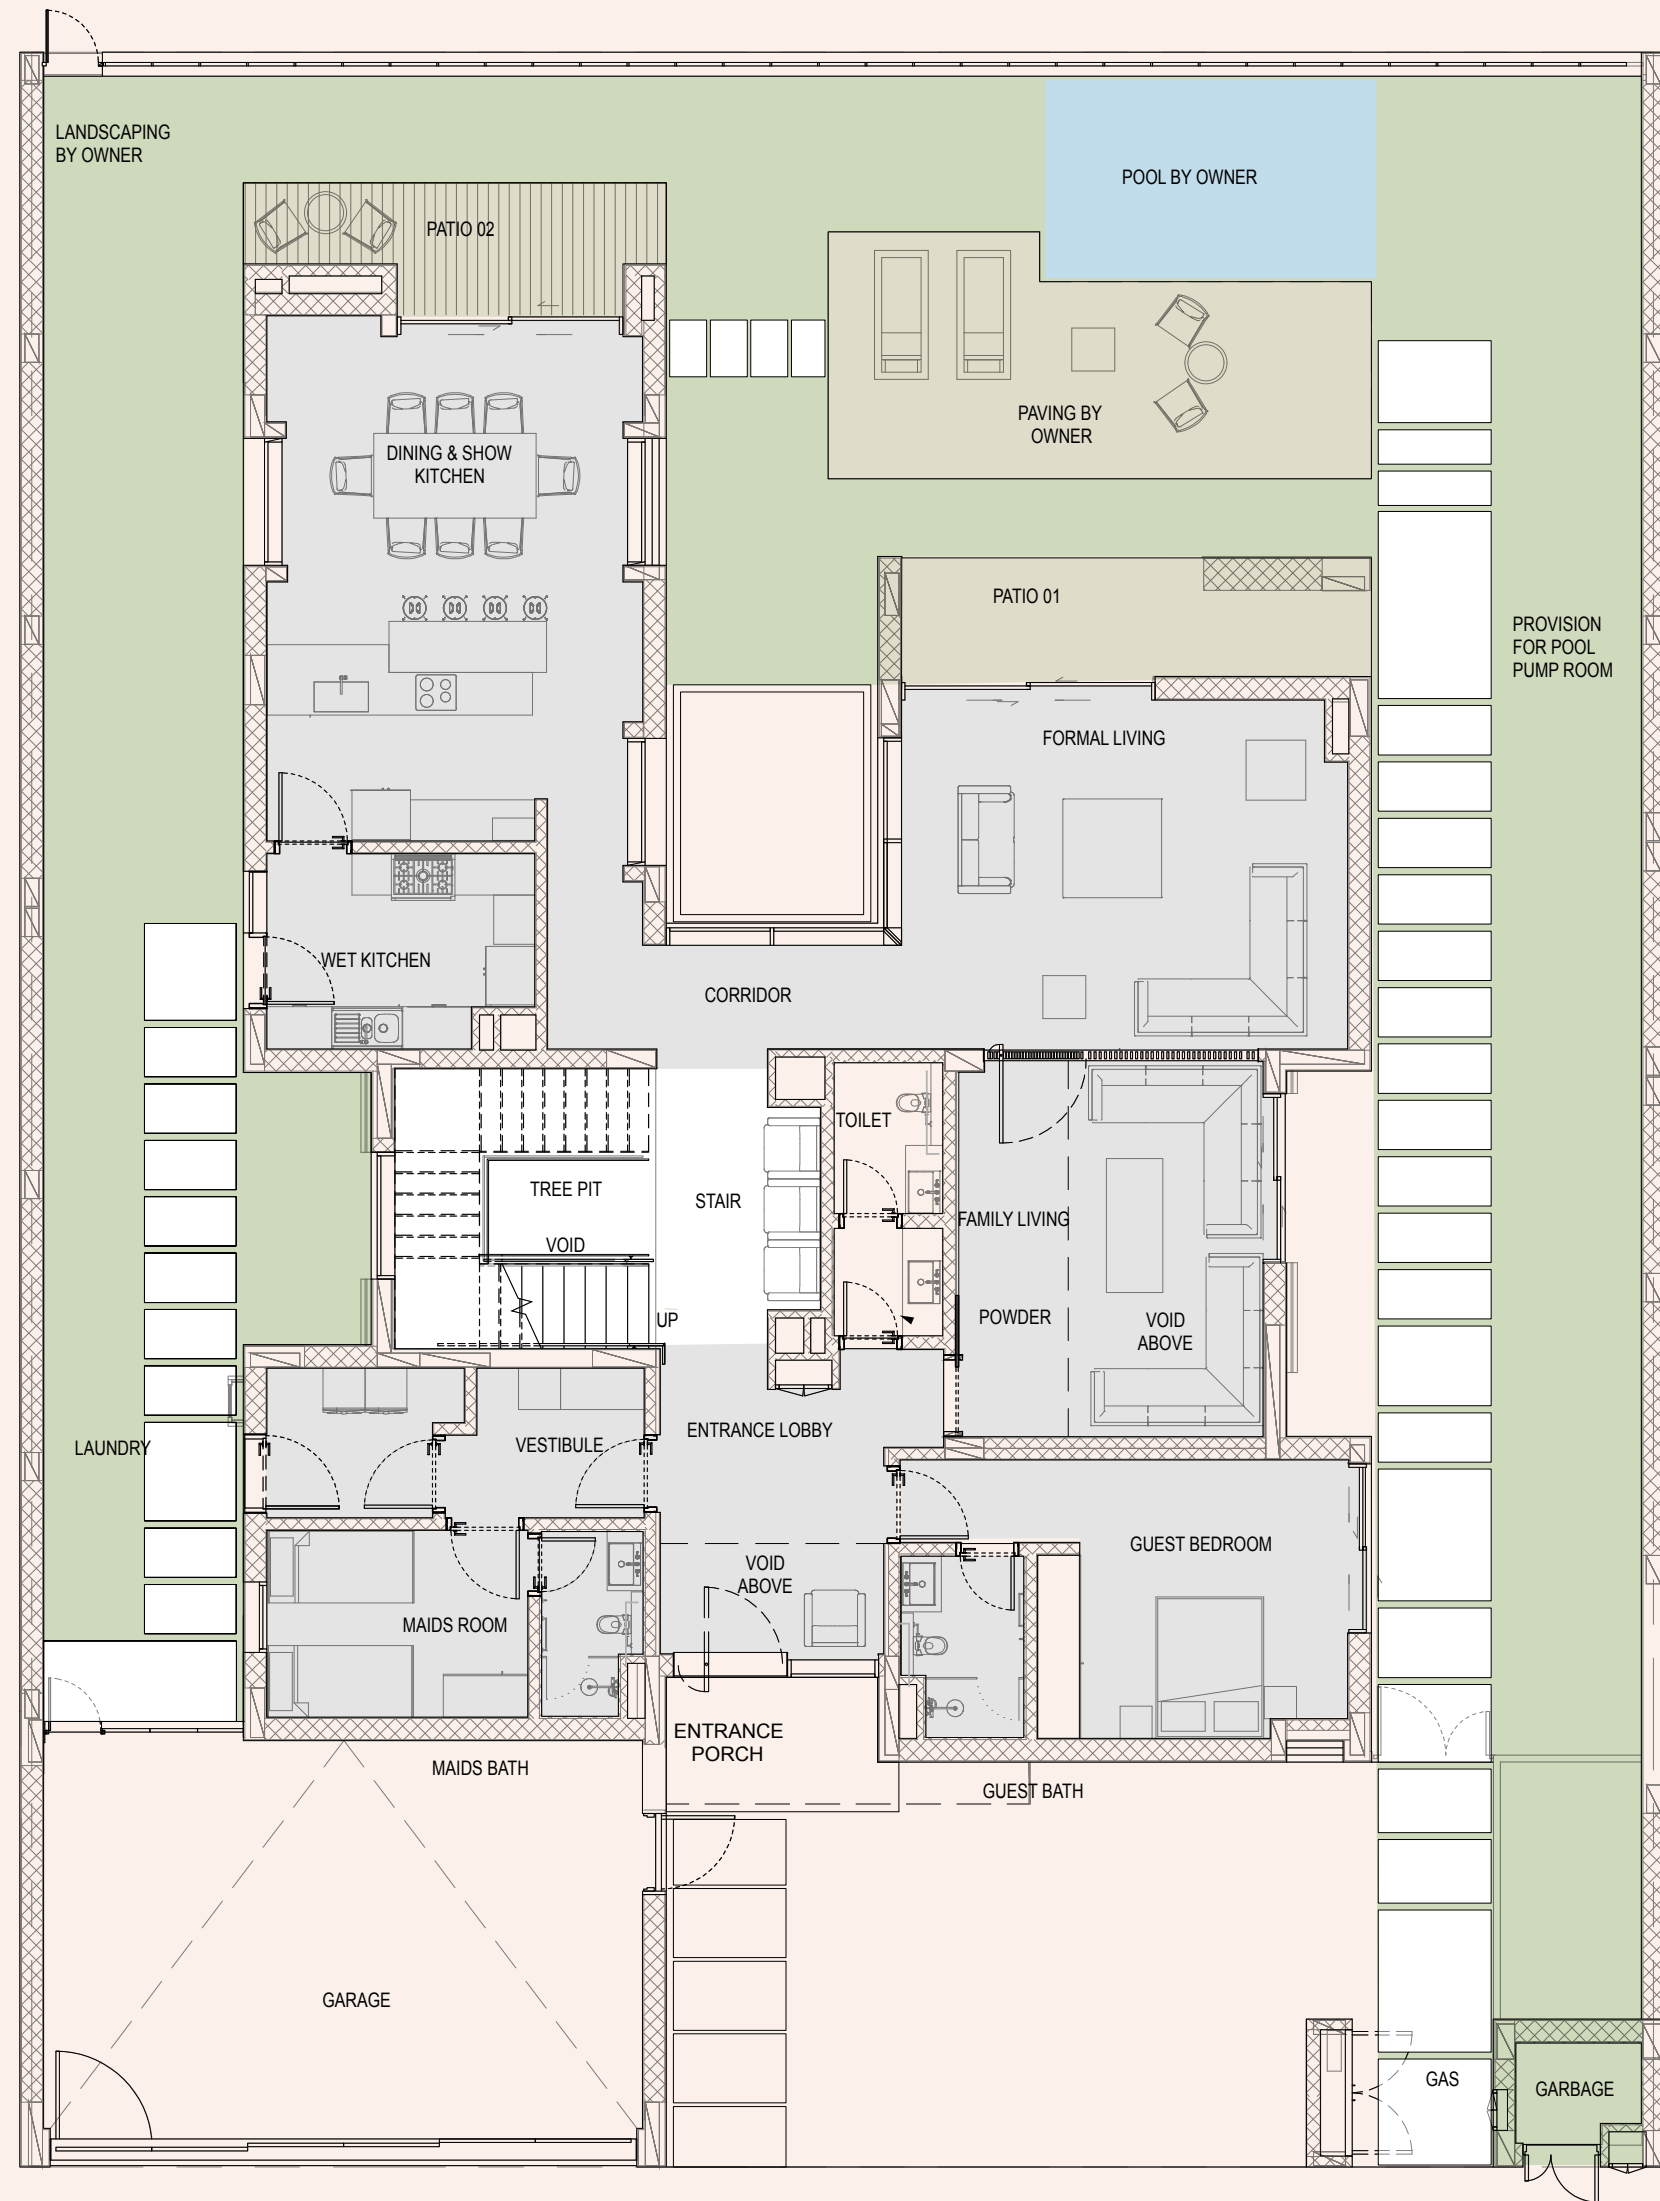 LANDSCAPING
BY OWNER
POOL BY OWNER
PATIO 02
PAVING BY
OWNER
DINING & SHOW
KITCHEN
PATIO 01
PROVISION
FOR POOL
PUMP ROOM
FORMAL LIVING
WET KITCHEN
CORRIDOR
TOILET
TREE PIT
STAIR
FAMILY LIVING
VOID
UP
POWDER
VOID
ABOVE
ENTRANCE LOBBY
LAUNDRY
VESTIBULE
GUEST BEDROOM
VOID
ABOVE
MAIDS ROOM
ENTRANCE
PORCH
MAIDS BATH
GUEST BATH
GARAGE
GAS
GARBAGE